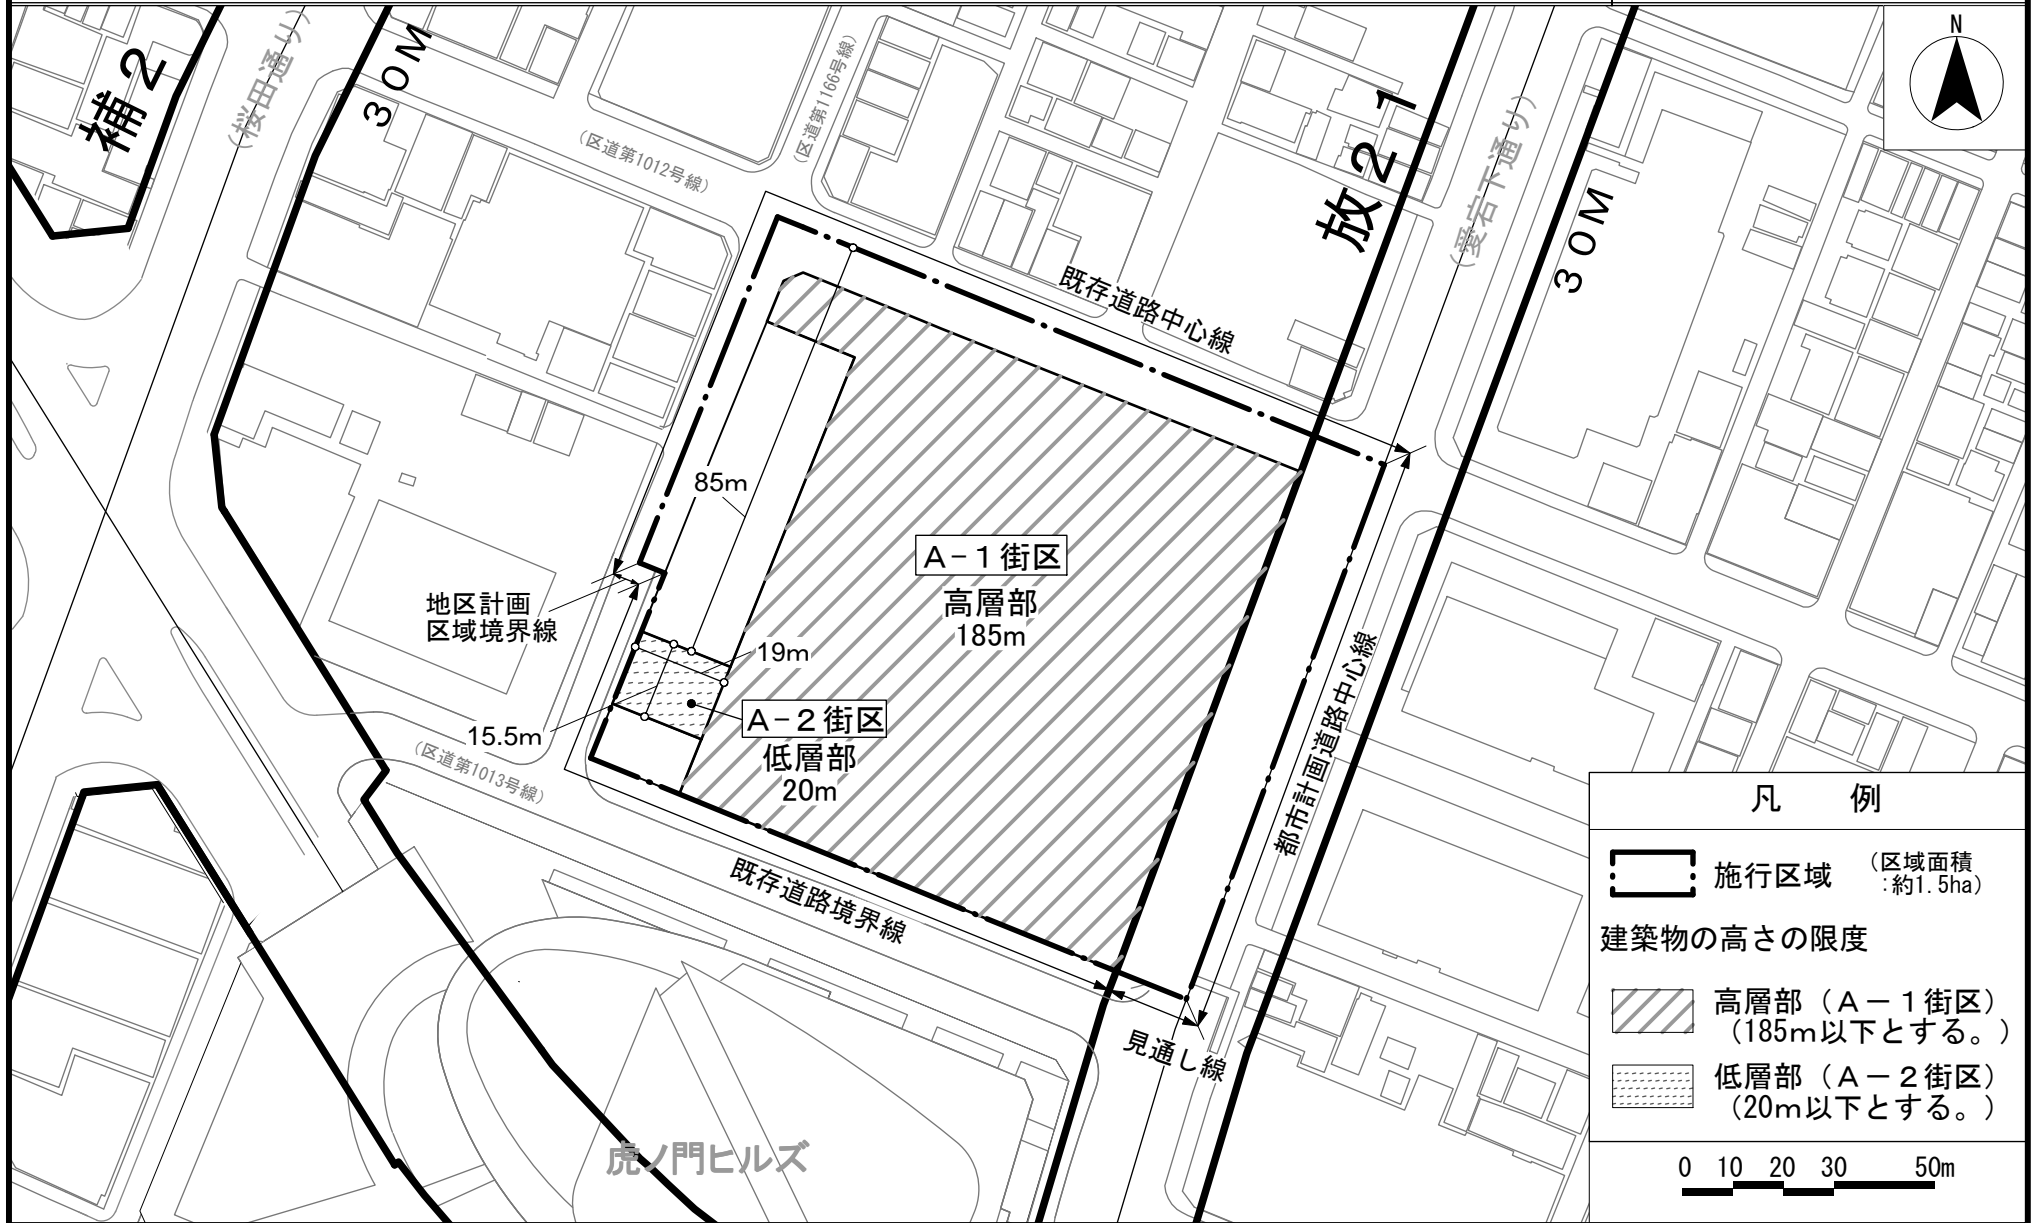 補2
(桜田通り)
30M
(区道第1012号線)
(区道第1166号線)
放21
(愛宕下通り)
30M
N
既存道路中心線
85m
A-1街区
高層部
185m
地区計画
区域境界線
19m
A-2街区
低層部
20m
15.5m
(区道第1013号線)
都市計画道路中心線
既存道路境界線
見通し線
虎ノ門ヒルズ
凡　例
施行区域 (区域面積
:約1.5ha)
建築物の高さの限度
高層部(A-1街区)
(185m以下とする。)
低層部(A-2街区)
(20m以下とする。)
0 10 20 30 50m